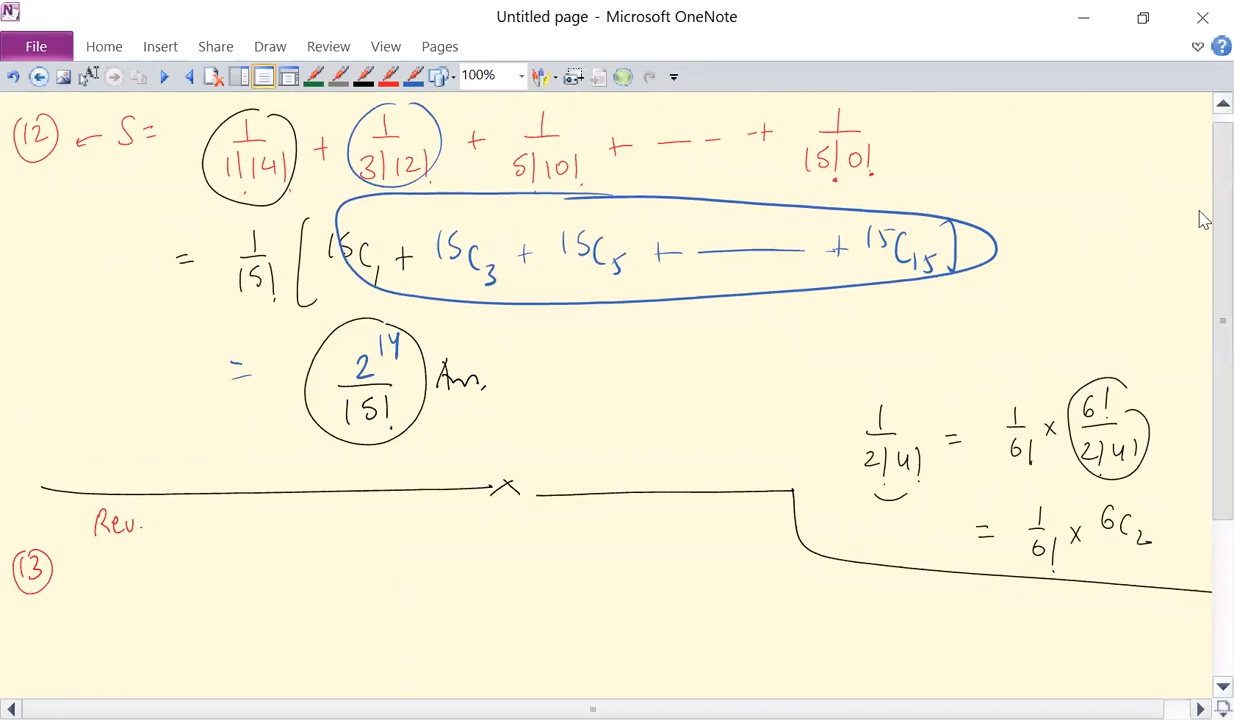 Untitled page - Microsoft OneNote
File Home Insert Share Draw Review View Pages
100%
(12) ← S = 1/(1! 14!) + 1/(3! 12!) + 1/(5! 10!) + — - - + 1/(15! 0!)
= 1/15! [ ¹⁵C₁ + ¹⁵C₃ + ¹⁵C₅ + —— + ¹⁵C₁₅ ]
= 2¹⁴/15! Ans.
1/(2! 4!) = 1/6! × 6!/(2! 4!)
= 1/6! × ⁶C₂
Rev.
(13)